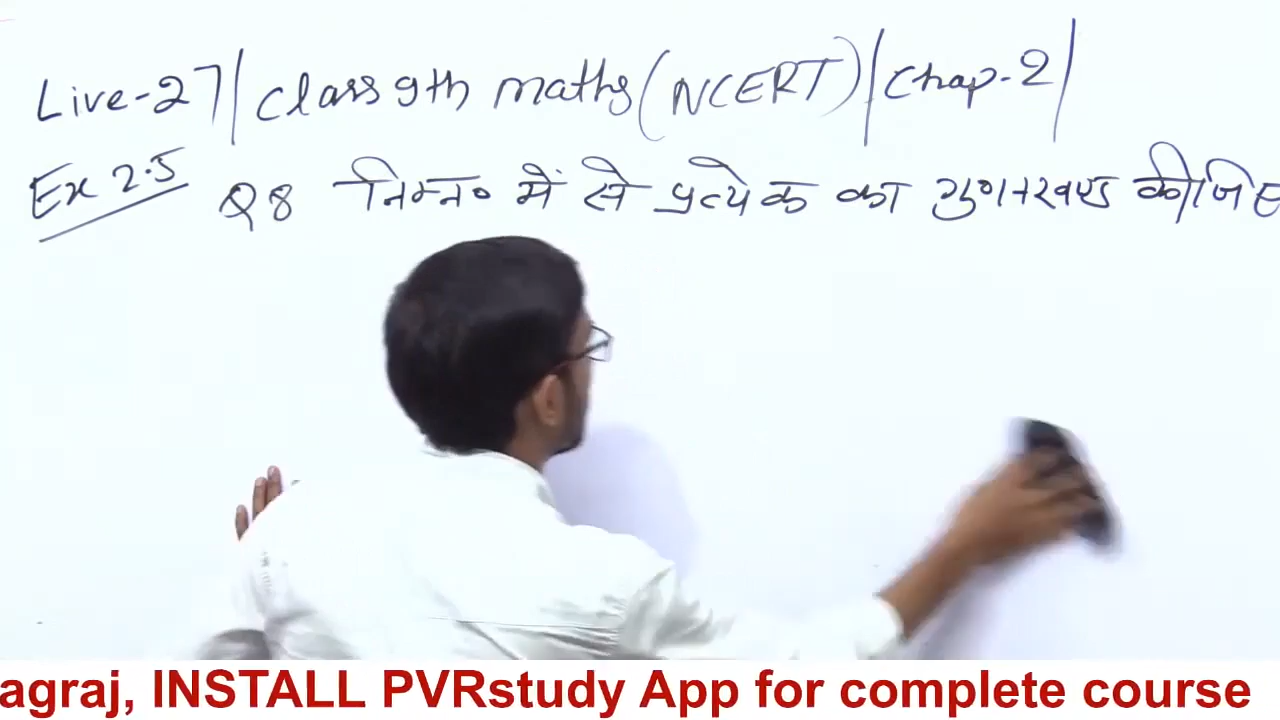 Live-27| Class 9th maths (NCERT) | Chap-2 |
Ex 2.5 Q8 निम्न० में से प्रत्येक का गुणनखण्ड
agraj, INSTALL PVRstudy App for complete course